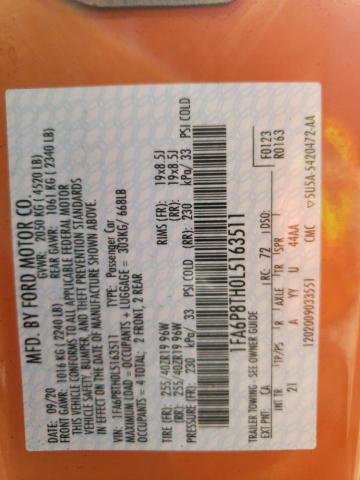 MFD. BY FORD MOTOR CO.
DATE: 09/20 GVWR: 2050 KG (4520 LB)
FRONT GAWR: 1016 KG (2240LB) REAR GAWR: 1061 KG (2340LB)
THIS VEHICLE CONFORMS TO ALL APPLICABLE FEDERAL MOTOR
VEHICLE SAFETY, BUMPER, AND THEFT PREVENTION STANDARDS
IN EFFECT ON THE DATE OF MANUFACTURE SHOWN ABOVE.
VIN: 1FA6P8TH0L5163511 TYPE: Passenger Car
MAXIMUM LOAD = OCCUPANTS + LUGGAGE = 303KG/ 668LB
OCCUPANTS = 4 TOTAL: 2 FRONT, 2 REAR
TIRE (FR): 255/40ZR19 96W RIMS (FR): 19x8.5J
(RR): 255/40ZR19 96W (RR): 19x8.5J
PRESSURE (FR): 230 kPa/ 33 PSI COLD (RR): 230 kPa/ 33 PSI COLD
1FA6P8TH0L5163511
TRAILER TOWING - SEE OWNER GUIDE F0123
EXT PNT: CA RC: 72 DSO: R0163
INT TR TP/PS R AXLE TR SPR
21 A YY U 44AA
1202009033551 CMC 5U5A-5420472-AA